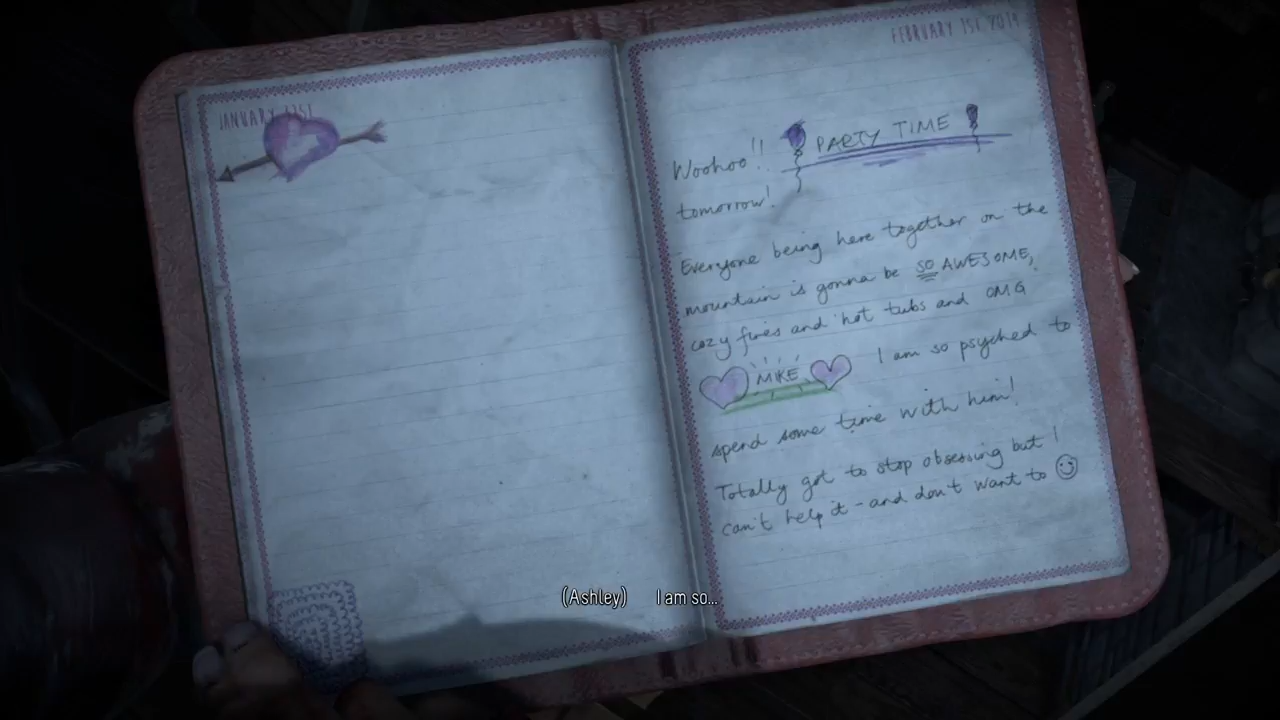 JANUARY 31ST
FEBRUARY 1ST 2014
Woohoo!! PARTY TIME
tomorrow!
Everyone being here together on the
mountain is gonna be SO AWESOME,
cozy fires and hot tubs and OMG
MIKE I am so psyched to
spend some time with him!
Totally got to stop obsessing but I
can't help it - and don't want to
(Ashley) I am so...